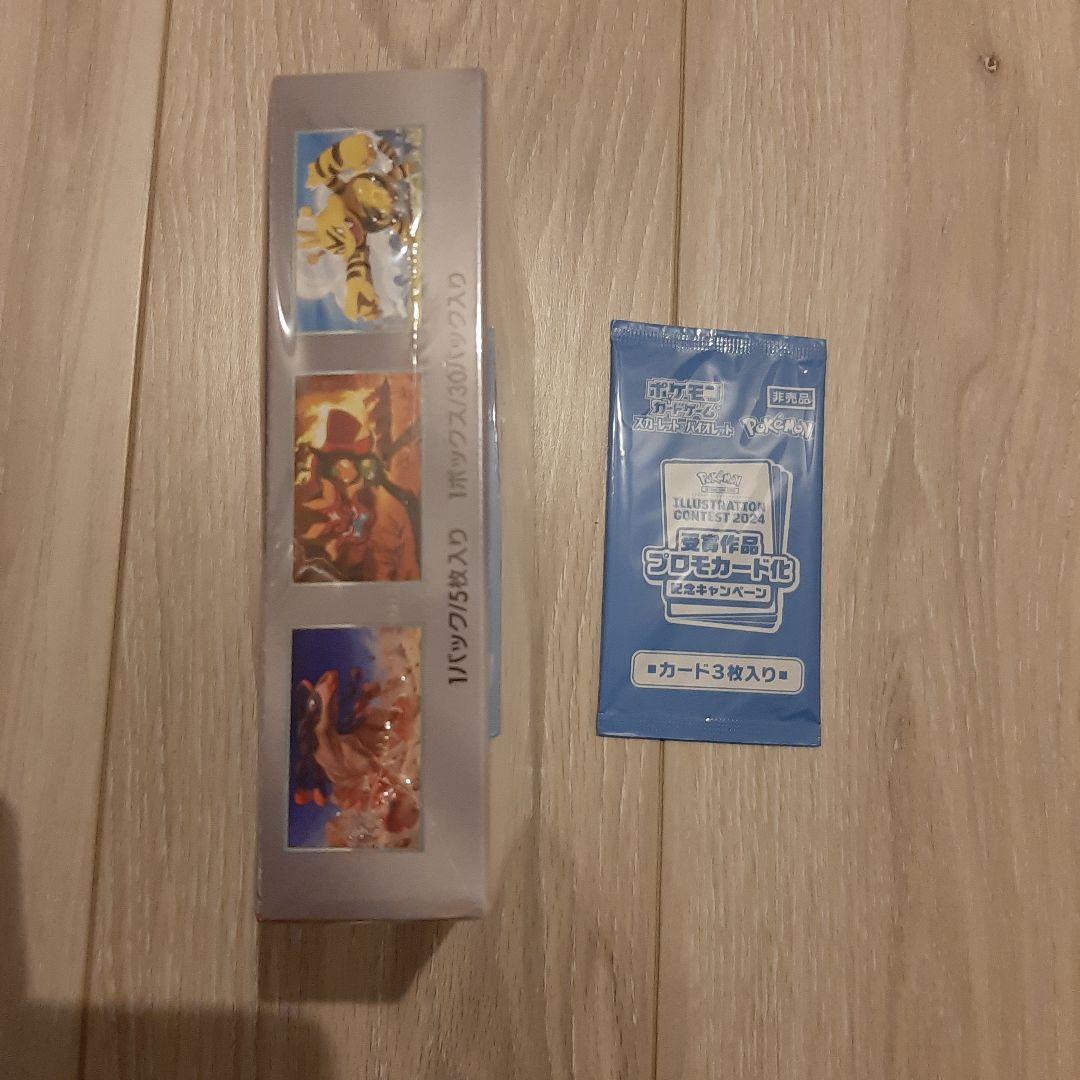 1パック/5枚入り 1ボックス/30パック入り
ポケモン
カードゲーム
スカーレット&バイオレット
非売品
Pokémon
Pokémon
ILLUSTRATION
CONTEST 2024
受賞作品
プロモカード化
記念キャンペーン
■カード3枚入り■